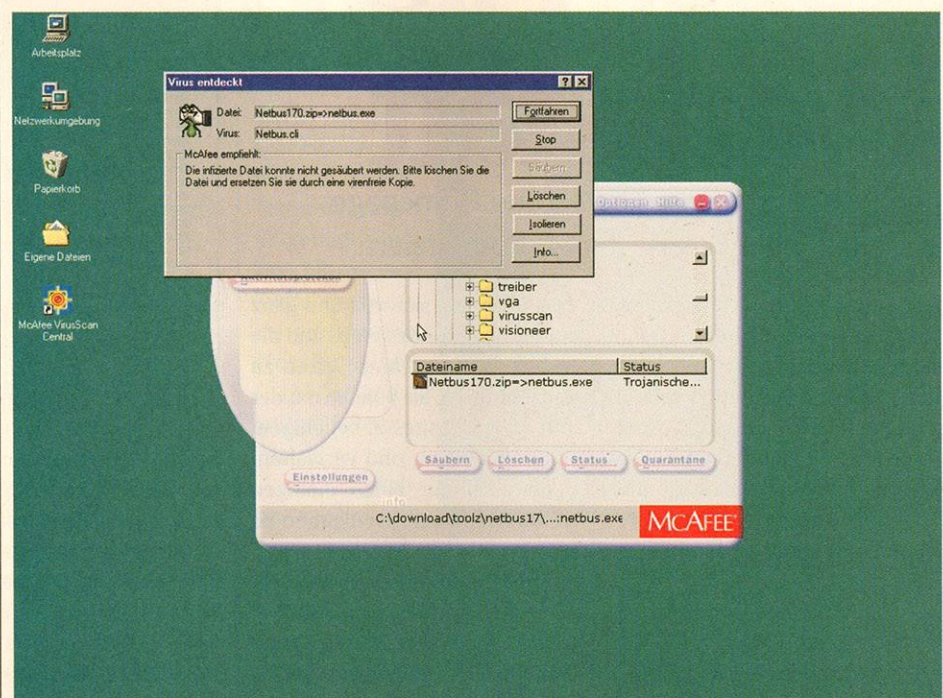 Arbeitsplatz
Netzwerkumgebung
Papierkorb
Eigene Dateien
McAfee VirusScan
Central
Virus entdeckt
Datei: Netbus170.zip=>netbus.exe
Virus: Netbus.cli
McAfee empfiehlt:
Die infizierte Datei konnte nicht gesäubert werden. Bitte löschen Sie die
Datei und ersetzen Sie sie durch eine virenfreie Kopie.
Fortfahren
Stop
Säubern
Löschen
Isolieren
Info...
Optionen Hilfe
treiber
vga
virusscan
visioneer
Dateiname Status
Netbus170.zip=>netbus.exe Trojanische...
Säubern Löschen Status Quarantäne
Einstellungen
info
C:\download\toolz\netbus17\...:netbus.exe
MCAFEE